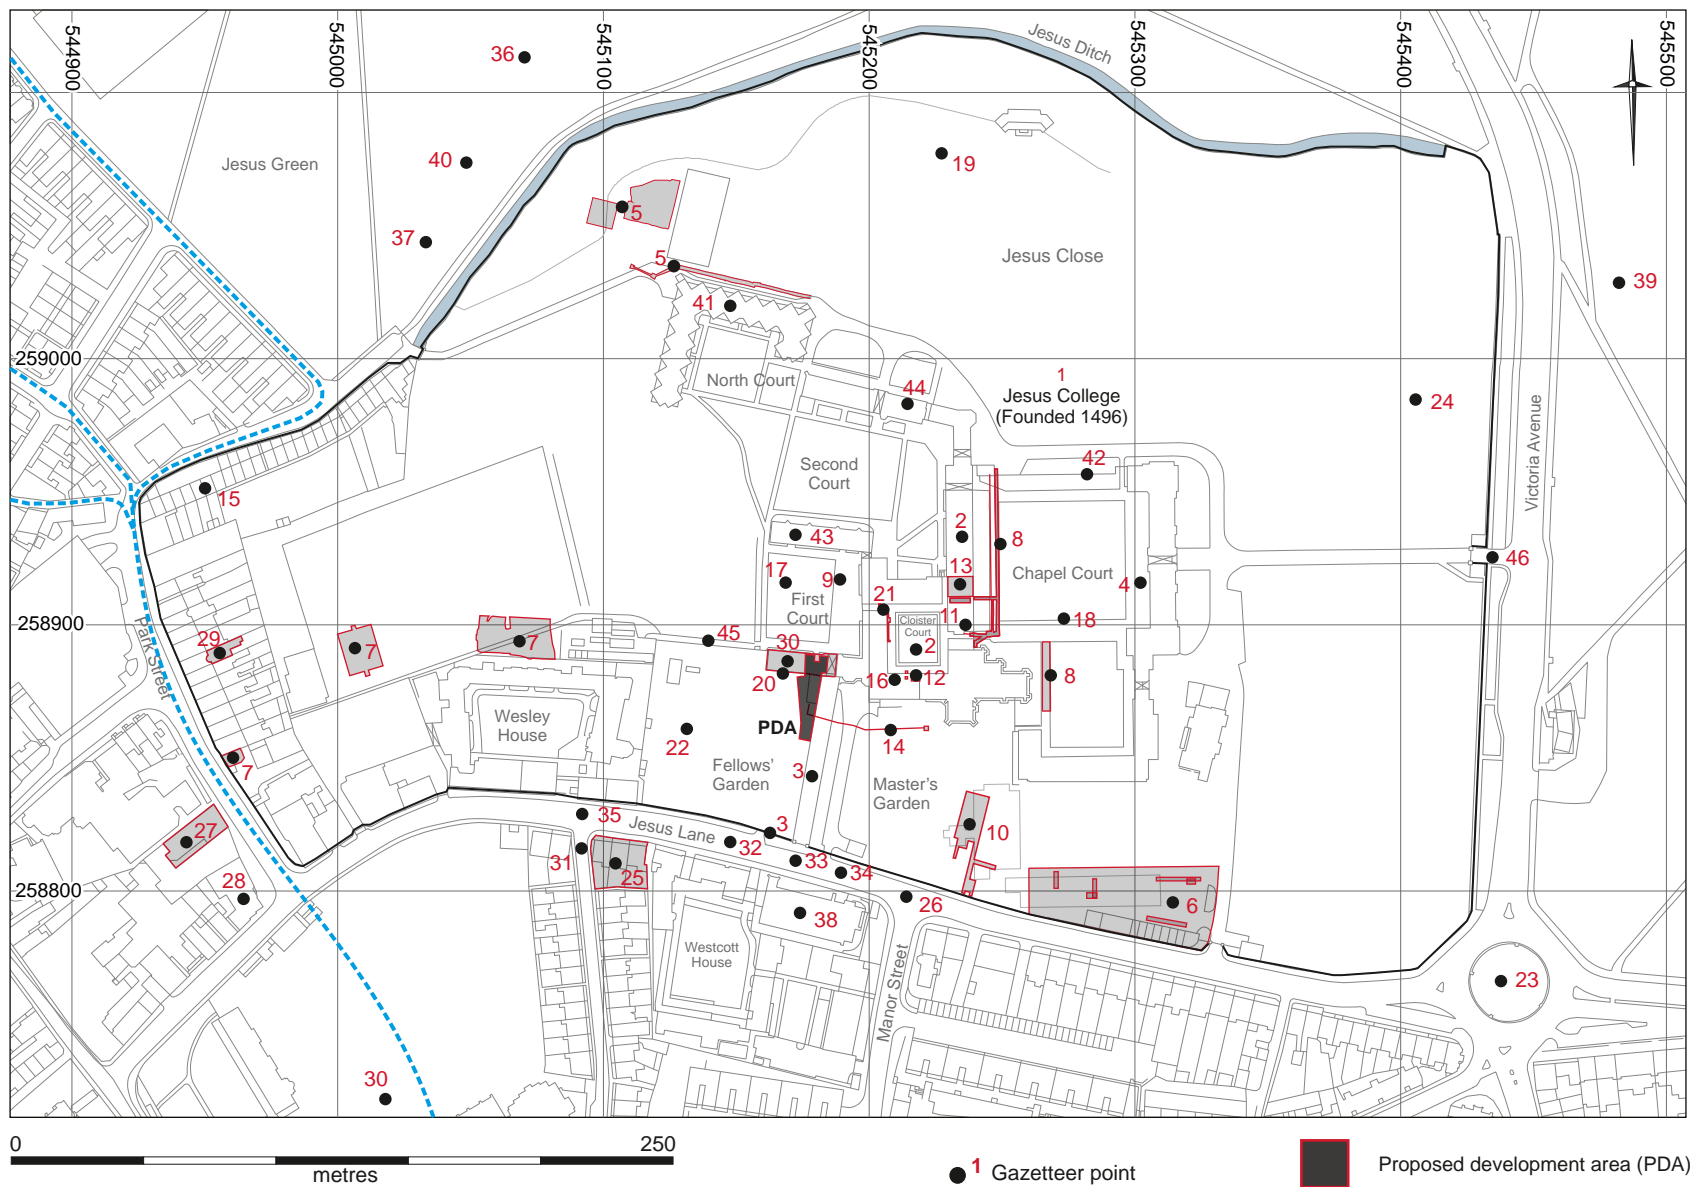 544900
545000
545100
545200
545300
545400
545500
Jesus Ditch
36
40
Jesus Green
19
5
37
Jesus Close
5
39
41
259000
North Court
1
Jesus College
(Founded 1496)
44
24
Victoria Avenue
Second
Court
42
15
2
43
8
46
17
9
13
Chapel Court
4
First
Court
21
11
18
258900
Cloister
Court
Park Street
29
7
7
45
30
2
20
16
12
8
Wesley
House
PDA
22
14
7
Fellows'
Garden
3
Master's
Garden
35
Jesus Lane
3
10
27
31
32
33
25
34
28
258800
26
6
38
Westcott
House
Manor Street
23
30
0
250
metres
1 Gazetteer point
Proposed development area (PDA)